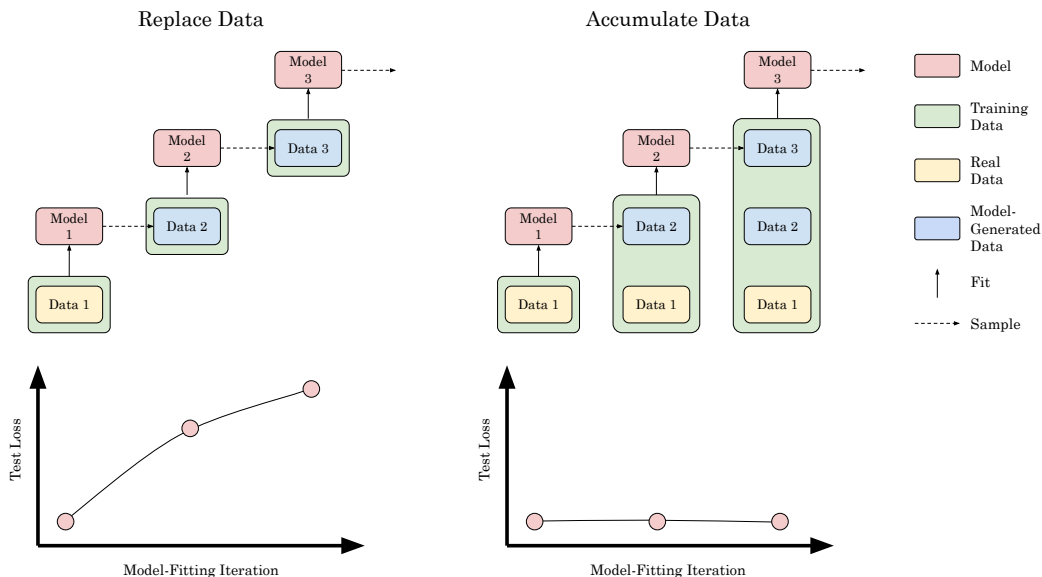 Replace Data
Model
3
Model
2
Data 3
Model
1
Data 2
Data 1
Test Loss
Model-Fitting Iteration
Accumulate Data
Model
3
Model
2
Data 3
Model
1
Data 2
Data 2
Data 1
Data 1
Data 1
Test Loss
Model-Fitting Iteration
Model
Training
Data
Real
Data
Model-
Generated
Data
Fit
Sample